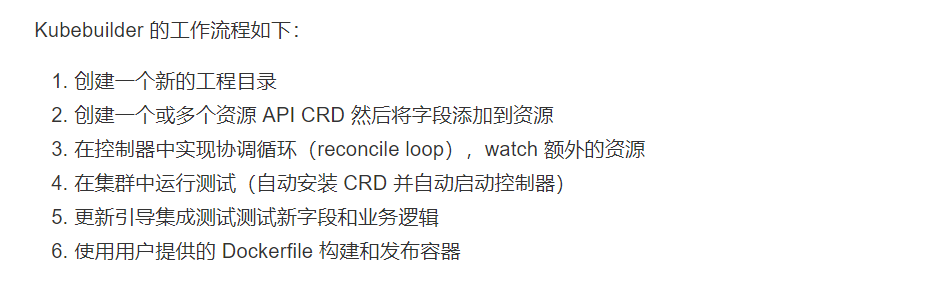 Kubebuilder 的工作流程如下：
1. 创建一个新的工程目录
2. 创建一个或多个资源 API CRD 然后将字段添加到资源
3. 在控制器中实现协调循环（reconcile loop），watch 额外的资源
4. 在集群中运行测试（自动安装 CRD 并自动启动控制器）
5. 更新引导集成测试测试新字段和业务逻辑
6. 使用用户提供的 Dockerfile 构建和发布容器